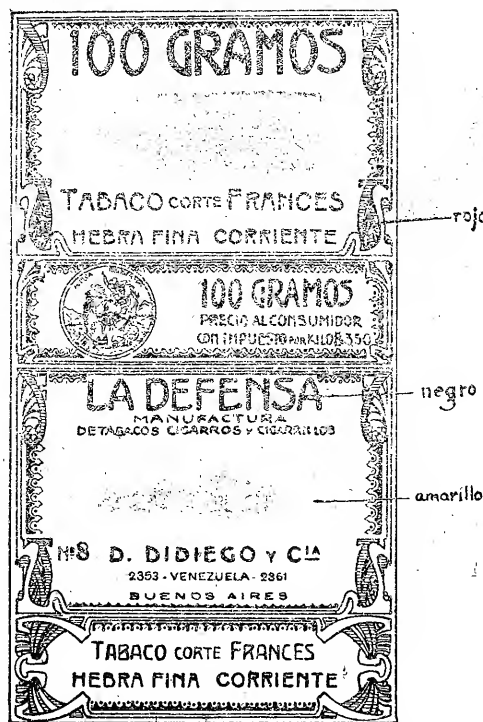 100 GRAMOS
TABACO CORTE FRANCES
HEBRA FINA CORRIENTE
rojo
100 GRAMOS
PRECIO AL CONSUMIDOR
CON IMPUESTO POR KILO $ 3.50
LA DEFENSA
negro
MANUFACTURA
DE TABACOS CIGARROS Y CIGARRILLOS
amarillo
Nº 8 D. DIDIEGO Y CIA
2353 - VENEZUELA - 2361
BUENOS AIRES
TABACO CORTE FRANCES
HEBRA FINA CORRIENTE